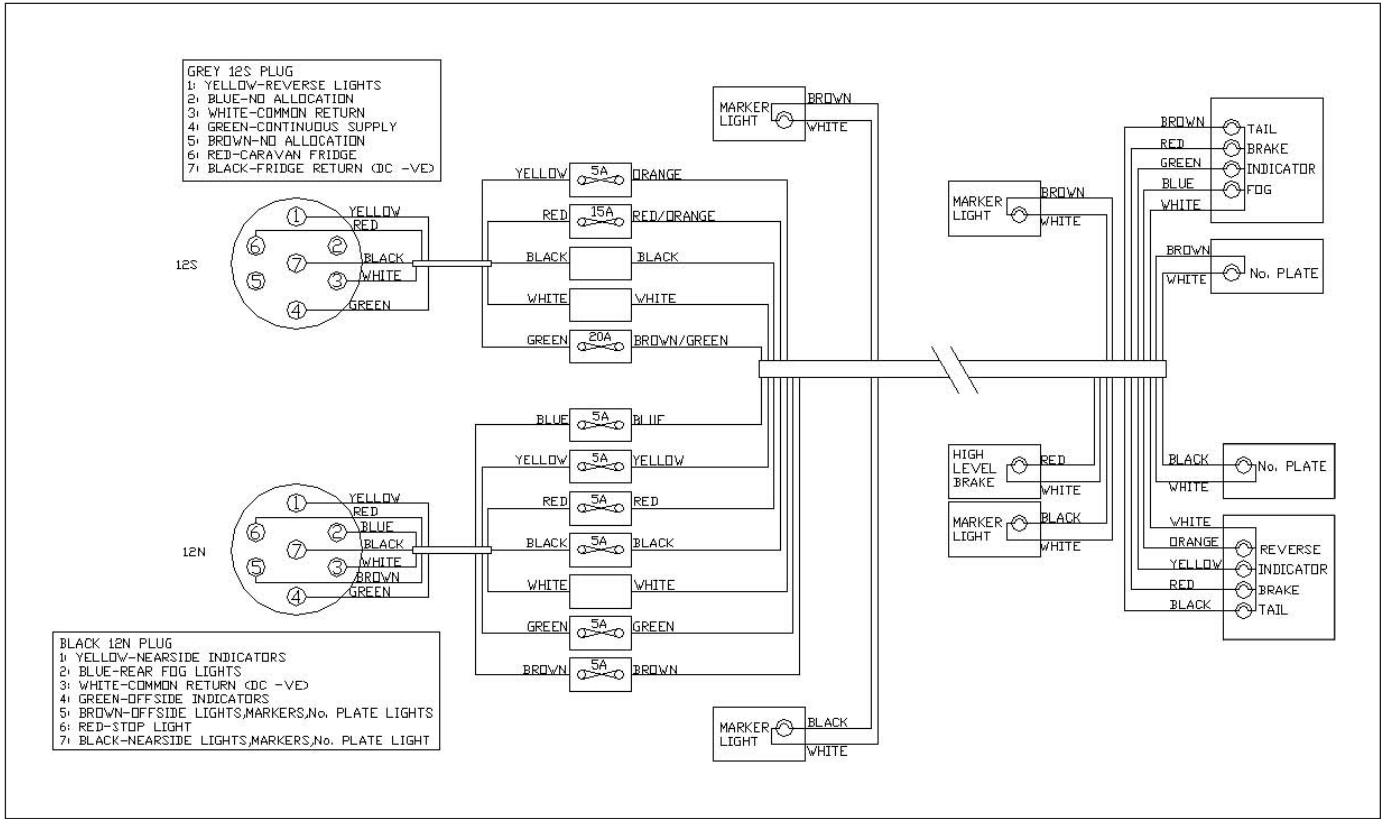 GREY 12S PLUG
1: YELLOW-REVERSE LIGHTS
2: BLUE-NO ALLOCATION
3: WHITE-COMMON RETURN
4: GREEN-CONTINUOUS SUPPLY
5: BROWN-NO ALLOCATION
6: RED-CARAVAN FRIDGE
7: BLACK-FRIDGE RETURN (DC -VE)
12S
1
2
3
4
5
6
7
YELLOW
RED
BLACK
WHITE
GREEN
YELLOW 5A ORANGE
RED 15A RED/ORANGE
BLACK BLACK
WHITE WHITE
GREEN 20A BROWN/GREEN
BLUE 5A BLUE
YELLOW 5A YELLOW
RED 5A RED
BLACK 5A BLACK
WHITE WHITE
GREEN 5A GREEN
BROWN 5A BROWN
12N
1
2
3
4
5
6
7
YELLOW
RED
BLUE
BLACK
WHITE
BROWN
GREEN
BLACK 12N PLUG
1: YELLOW-NEARSIDE INDICATORS
2: BLUE-REAR FOG LIGHTS
3: WHITE-COMMON RETURN (DC -VE)
4: GREEN-OFFSIDE INDICATORS
5: BROWN-OFFSIDE LIGHTS,MARKERS,No. PLATE LIGHTS
6: RED-STOP LIGHT
7: BLACK-NEARSIDE LIGHTS,MARKERS,No. PLATE LIGHT
MARKER
LIGHT
BROWN
WHITE
MARKER
LIGHT
BLACK
WHITE
MARKER
LIGHT
BROWN
WHITE
HIGH
LEVEL
BRAKE
RED
WHITE
MARKER
LIGHT
BLACK
WHITE
BROWN TAIL
RED BRAKE
GREEN INDICATOR
BLUE FOG
WHITE
BROWN
WHITE No. PLATE
BLACK No. PLATE
WHITE
WHITE
ORANGE REVERSE
YELLOW INDICATOR
RED BRAKE
BLACK TAIL